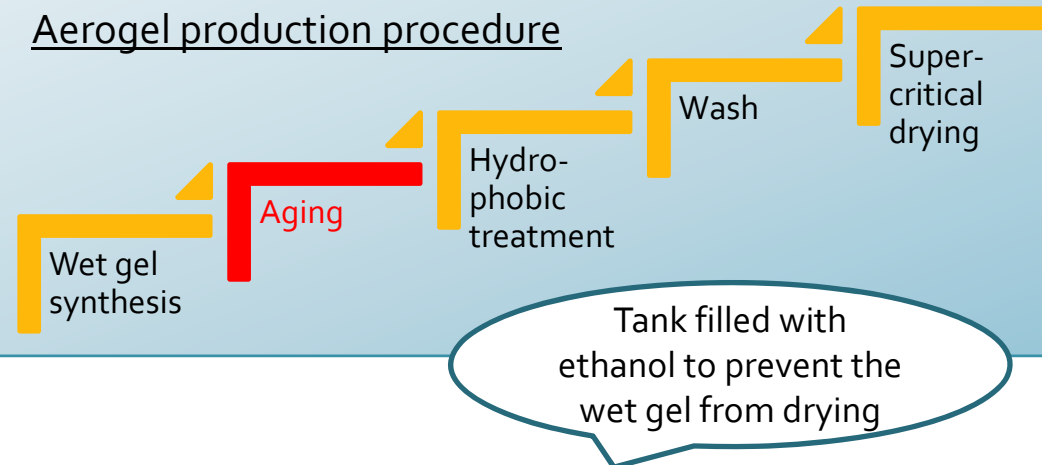 Aerogel production procedure
Wet gel
synthesis
Aging
Hydro-
phobic
treatment
Wash
Super-
critical
drying
Tank filled with
ethanol to prevent the
wet gel from drying